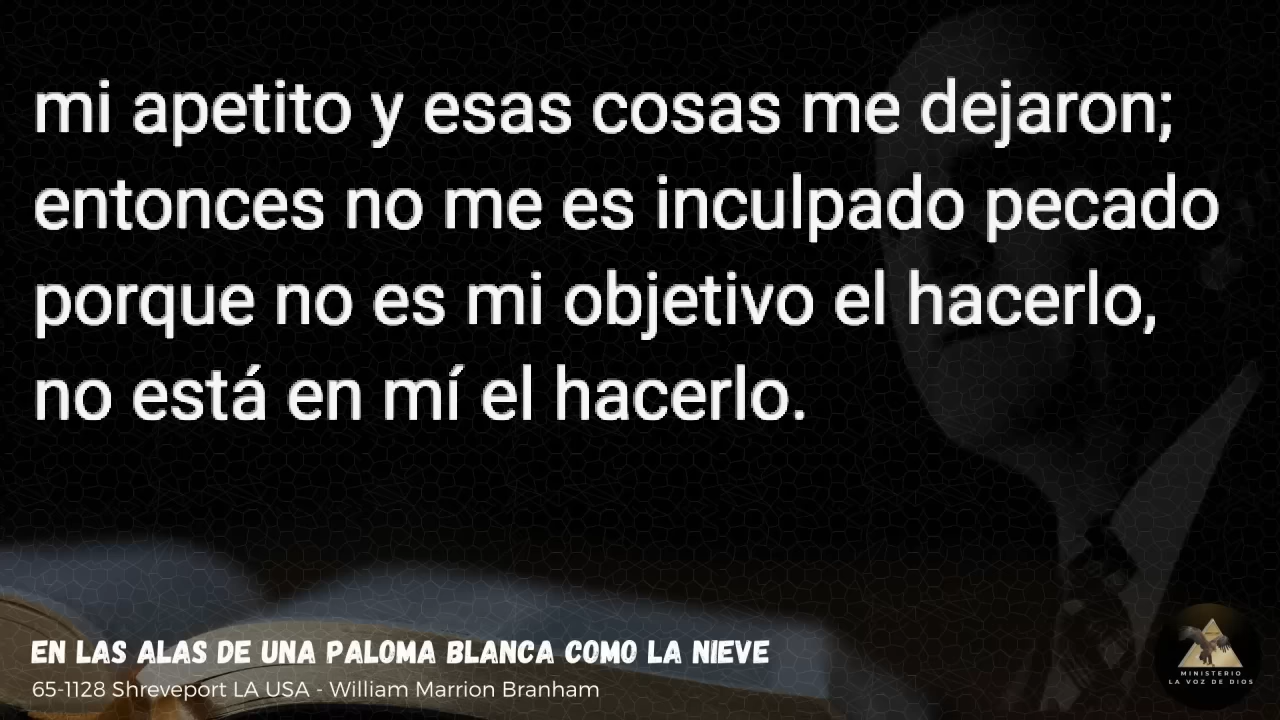 mi apetito y esas cosas me dejaron;
entonces no me es inculpado pecado
porque no es mi objetivo el hacerlo,
no está en mí el hacerlo.
EN LAS ALAS DE UNA PALOMA BLANCA COMO LA NIEVE
65-1128 Shreveport LA USA - William Marrion Branham
MINISTERIO
LA VOZ DE DIOS